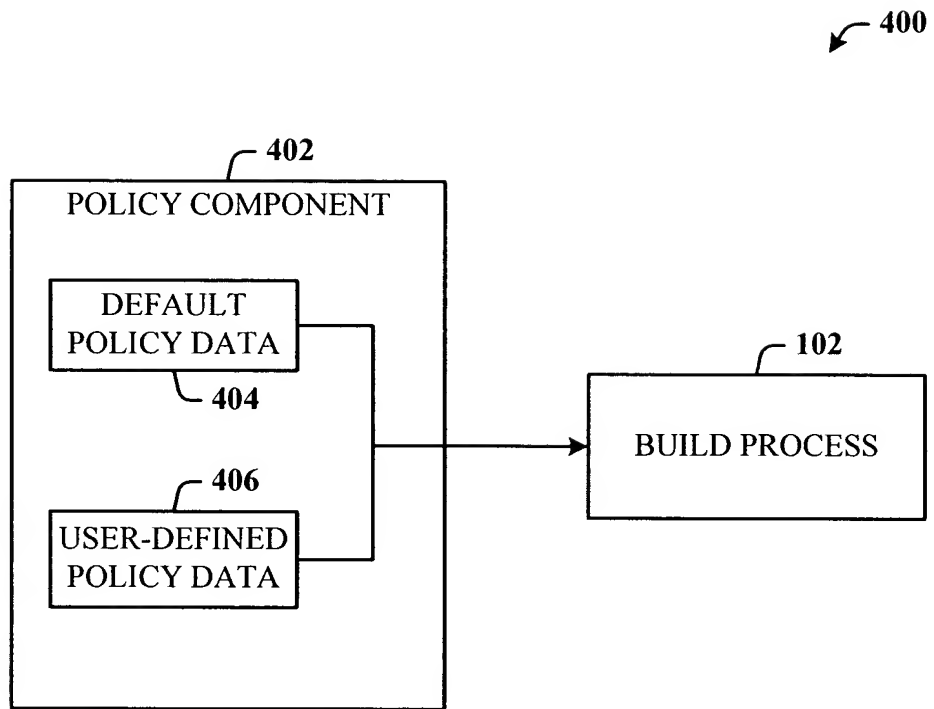 400
402
POLICY COMPONENT
DEFAULT
POLICY DATA
404
406
USER-DEFINED
POLICY DATA
102
BUILD PROCESS